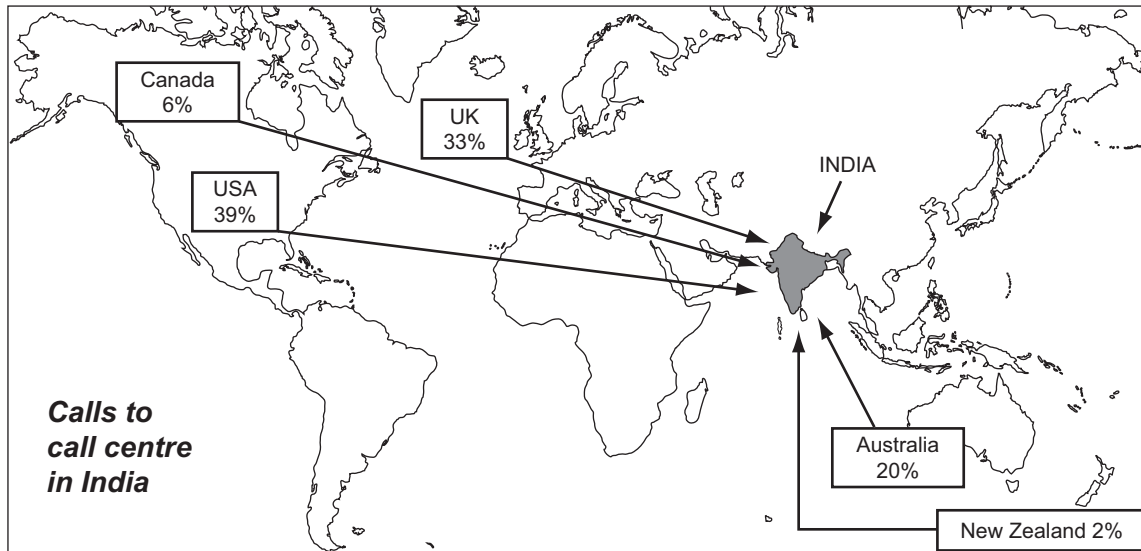 Canada
6%
UK
33%
INDIA
USA
39%
Calls to
call centre
in India
Australia
20%
New Zealand 2%